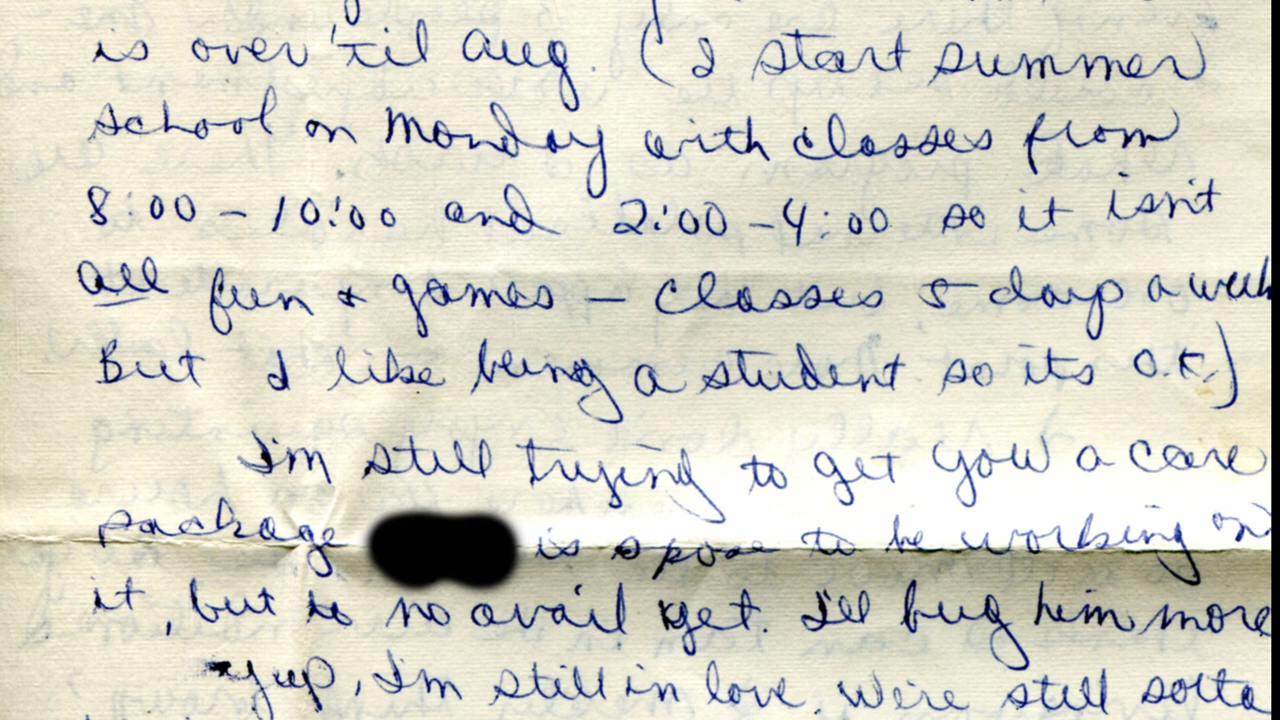 is over 'til Aug. (I start summer
school on Monday with classes from
8:00 - 10:00 and 2:00 - 4:00 so it isn't
all fun & games - classes 5 days a week
But I like being a student so its O.K.)
I'm still trying to get you a care
package is spose to be working on
it, but to no avail yet. I'll bug him more
Yup, I'm still in love. We're still sorta